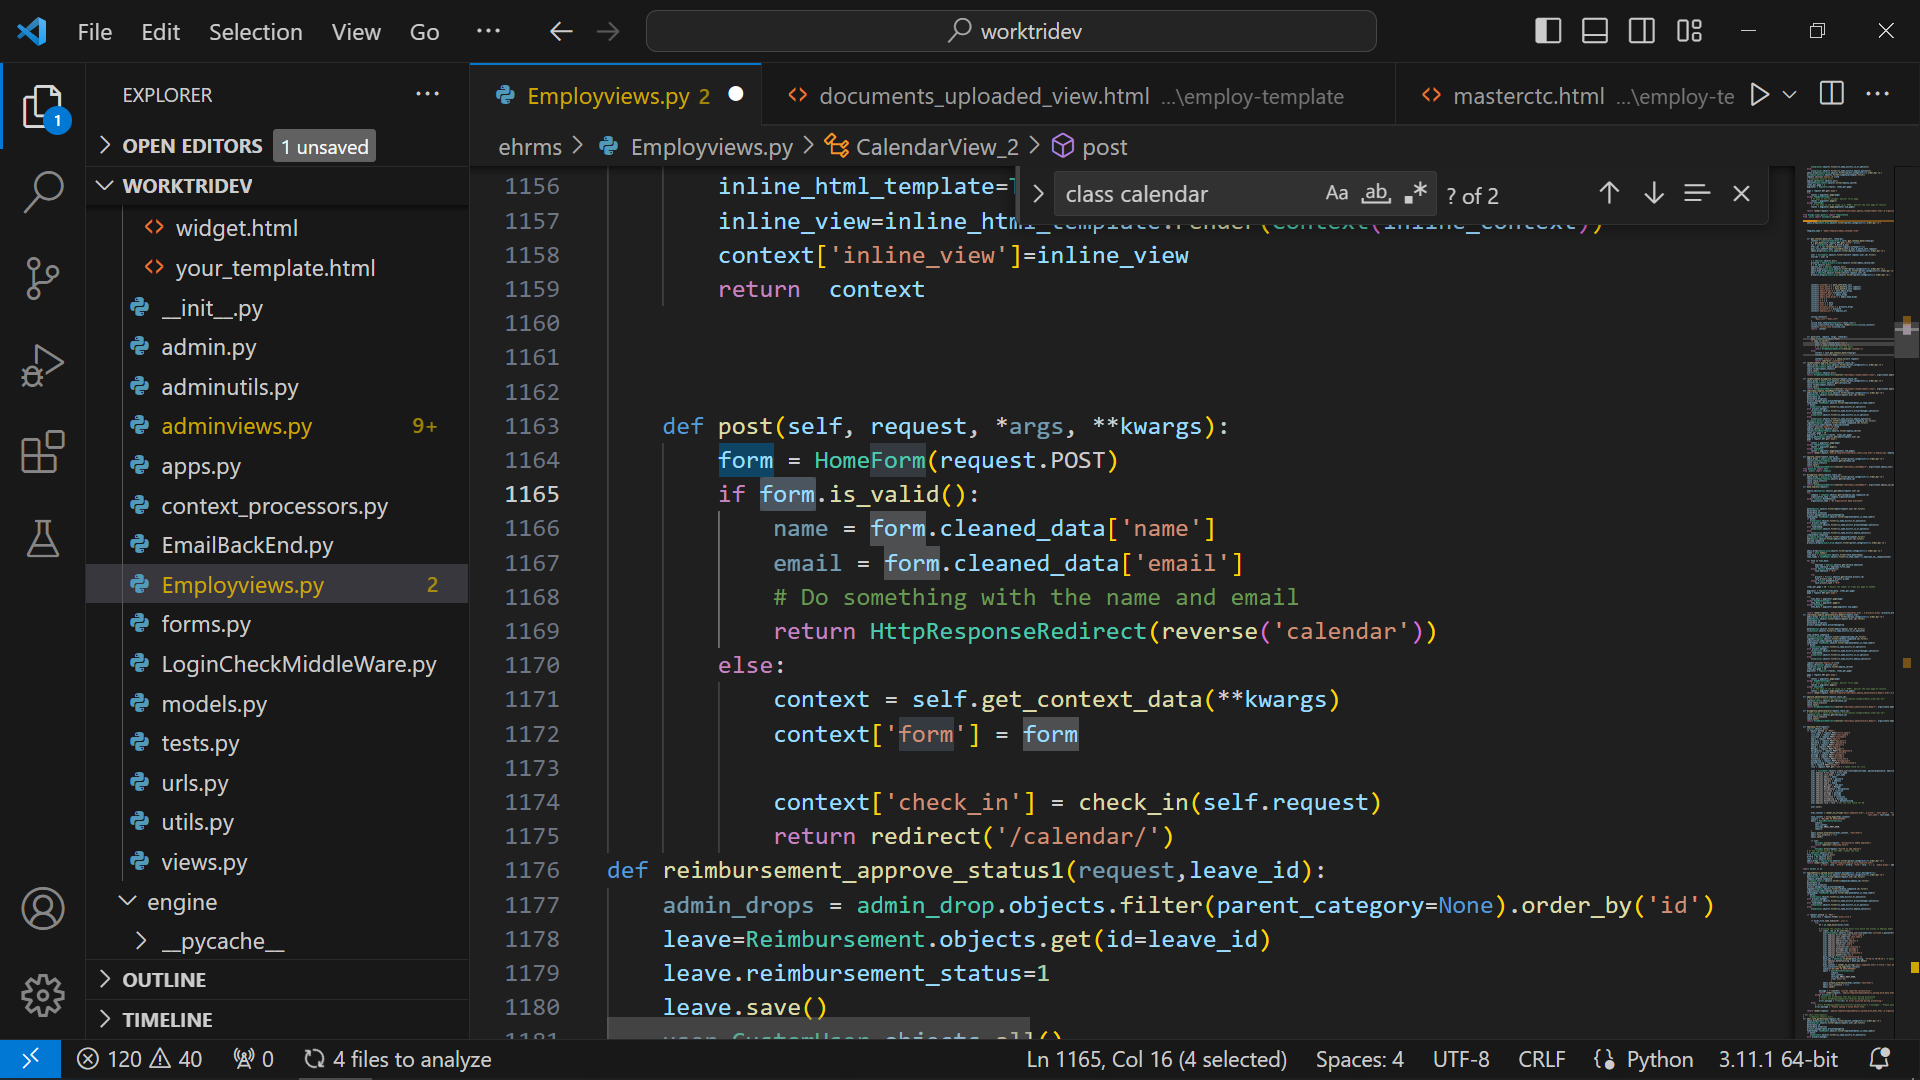 File Edit Selection View Go ··· worktridev
EXPLORER ···
Employviews.py 2 documents_uploaded_view.html ...\employ-template masterctc.html ...\employ-te ···
1
OPEN EDITORS 1 unsaved
ehrms > Employviews.py > CalendarView_2 > post
WORKTRIDEV
class calendar Aa ab .* ? of 2
widget.html
your_template.html
__init__.py
admin.py
adminutils.py
adminviews.py 9+
apps.py
context_processors.py
EmailBackEnd.py
Employviews.py 2
forms.py
LoginCheckMiddleWare.py
models.py
tests.py
urls.py
utils.py
views.py
engine
__pycache__
OUTLINE
TIMELINE
1156 inline_html_template=
1157 inline_view=inline_html_template.render(Context(inline_context))
1158 context['inline_view']=inline_view
1159 return  context
1160
1161
1162
1163 def post(self, request, *args, **kwargs):
1164 form = HomeForm(request.POST)
1165 if form.is_valid():
1166 name = form.cleaned_data['name']
1167 email = form.cleaned_data['email']
1168 # Do something with the name and email
1169 return HttpResponseRedirect(reverse('calendar'))
1170 else:
1171 context = self.get_context_data(**kwargs)
1172 context['form'] = form
1173
1174 context['check_in'] = check_in(self.request)
1175 return redirect('/calendar/')
1176 def reimbursement_approve_status1(request,leave_id):
1177 admin_drops = admin_drop.objects.filter(parent_category=None).order_by('id')
1178 leave=Reimbursement.objects.get(id=leave_id)
1179 leave.reimbursement_status=1
1180 leave.save()
1181 user=CustomUser.objects.all()
120 40 0 4 files to analyze Ln 1165, Col 16 (4 selected) Spaces: 4 UTF-8 CRLF Python 3.11.1 64-bit